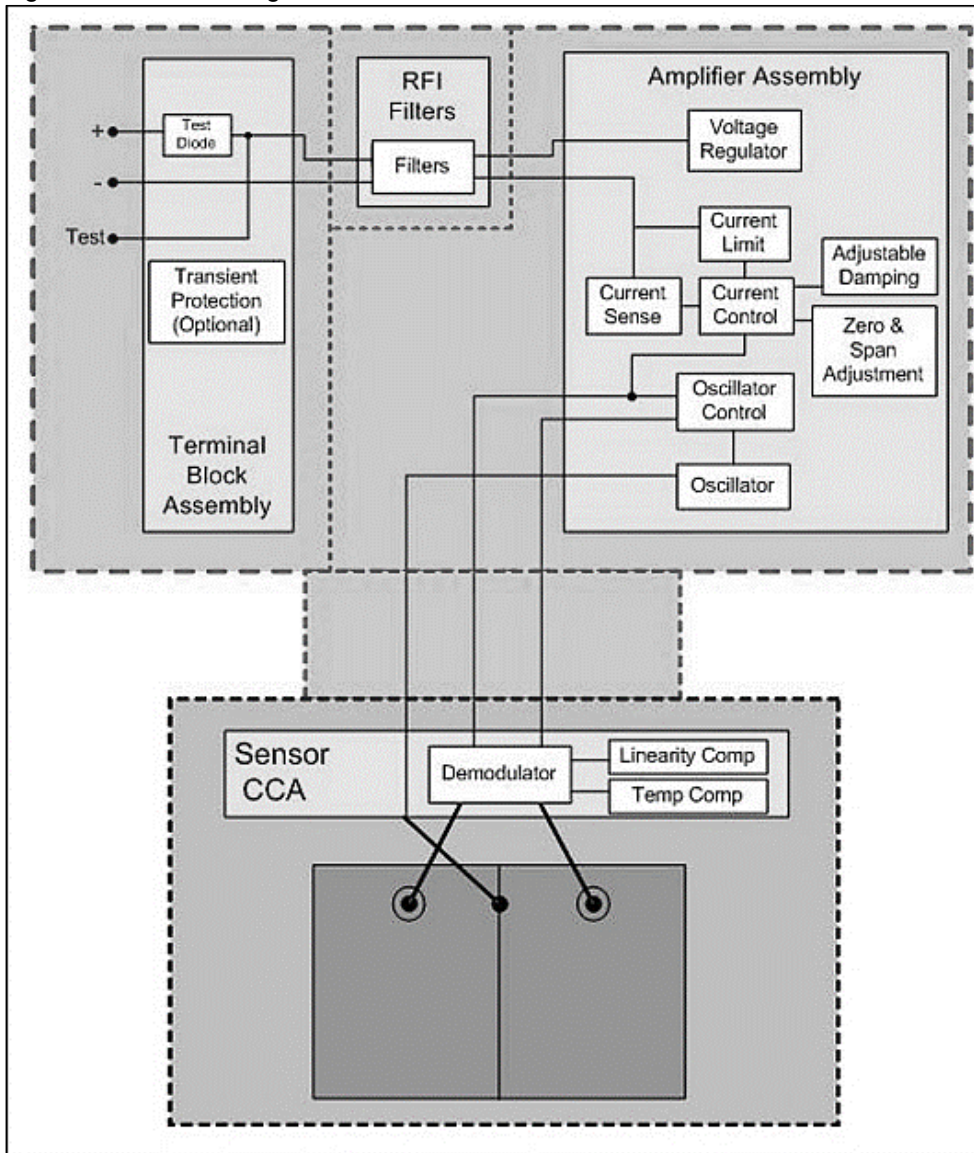 +
Test
Diode
-
Test
Transient
Protection
(Optional)
Terminal
Block
Assembly
RFI
Filters
Filters
Amplifier Assembly
Voltage
Regulator
Current
Limit
Adjustable
Damping
Current
Sense
Current
Control
Zero &
Span
Adjustment
Oscillator
Control
Oscillator
Sensor
CCA
Demodulator
Linearity Comp
Temp Comp